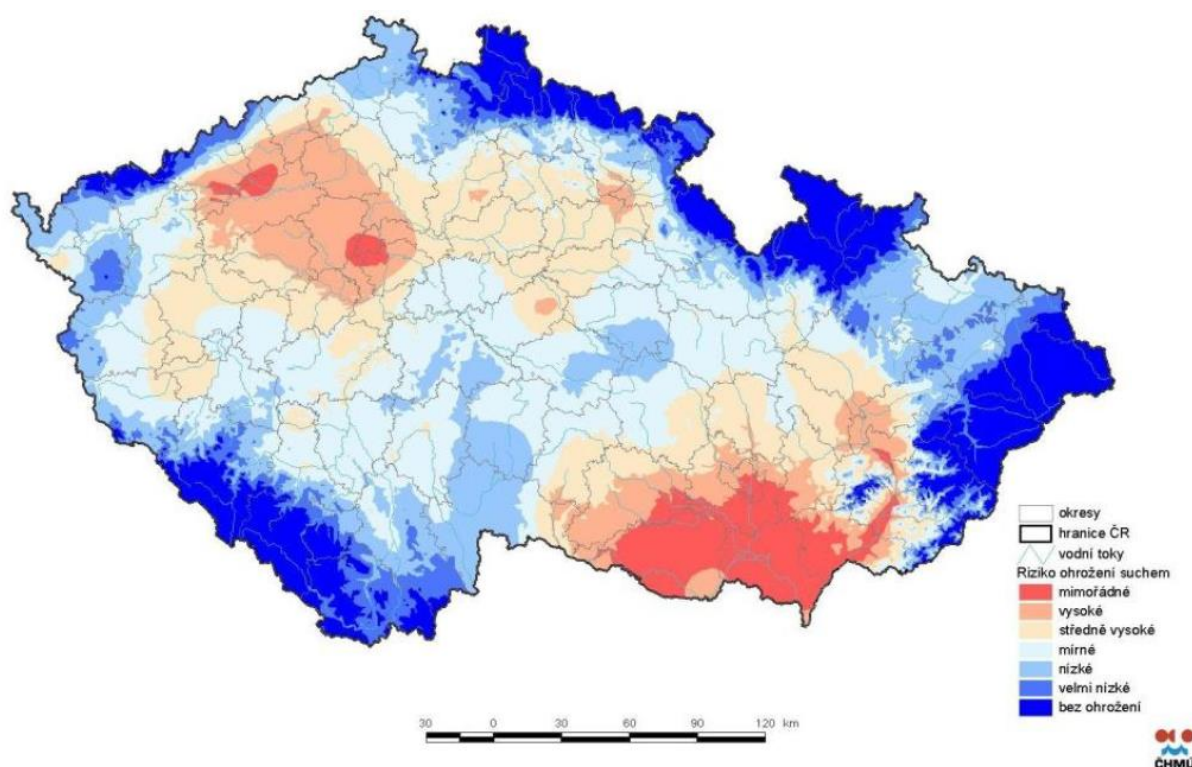 okresy
hranice ČR
vodní toky
Riziko ohrožení suchem
mimořádné
vysoké
středně vysoké
mírné
nízké
velmi nízké
bez ohrožení
30 0 30 60 90 120 km
ČHMÚ